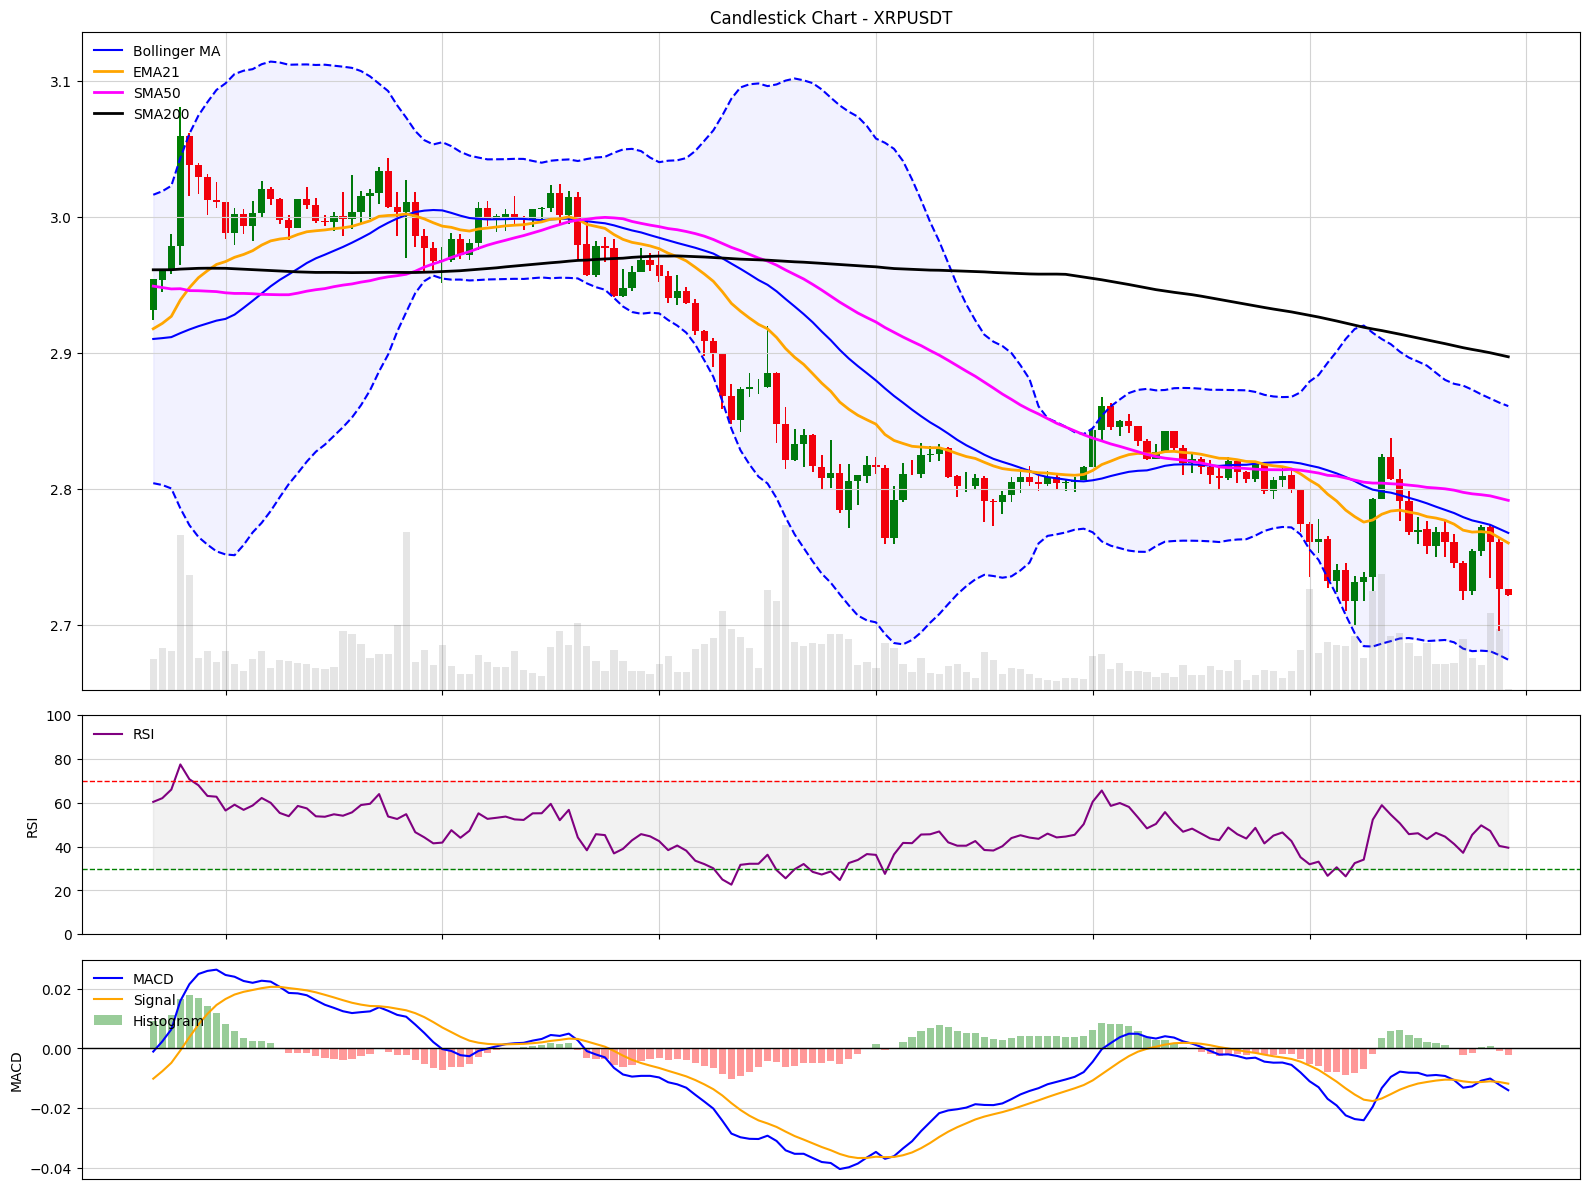 Candlestick Chart - XRPUSDT
Bollinger MA
EMA21
SMA50
SMA200
3.1
3.0
2.9
2.8
2.7
RSI
100
80
60
40
20
0
RSI
MACD
Signal
Histogram
0.02
0.00
−0.02
−0.04
MACD